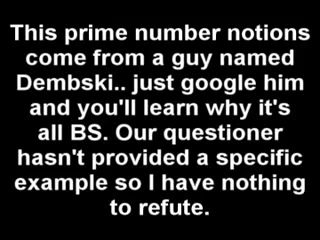 This prime number notions
come from a guy named
Dembski.. just google him
and you'll learn why it's
all BS. Our questioner
hasn't provided a specific
example so I have nothing
to refute.